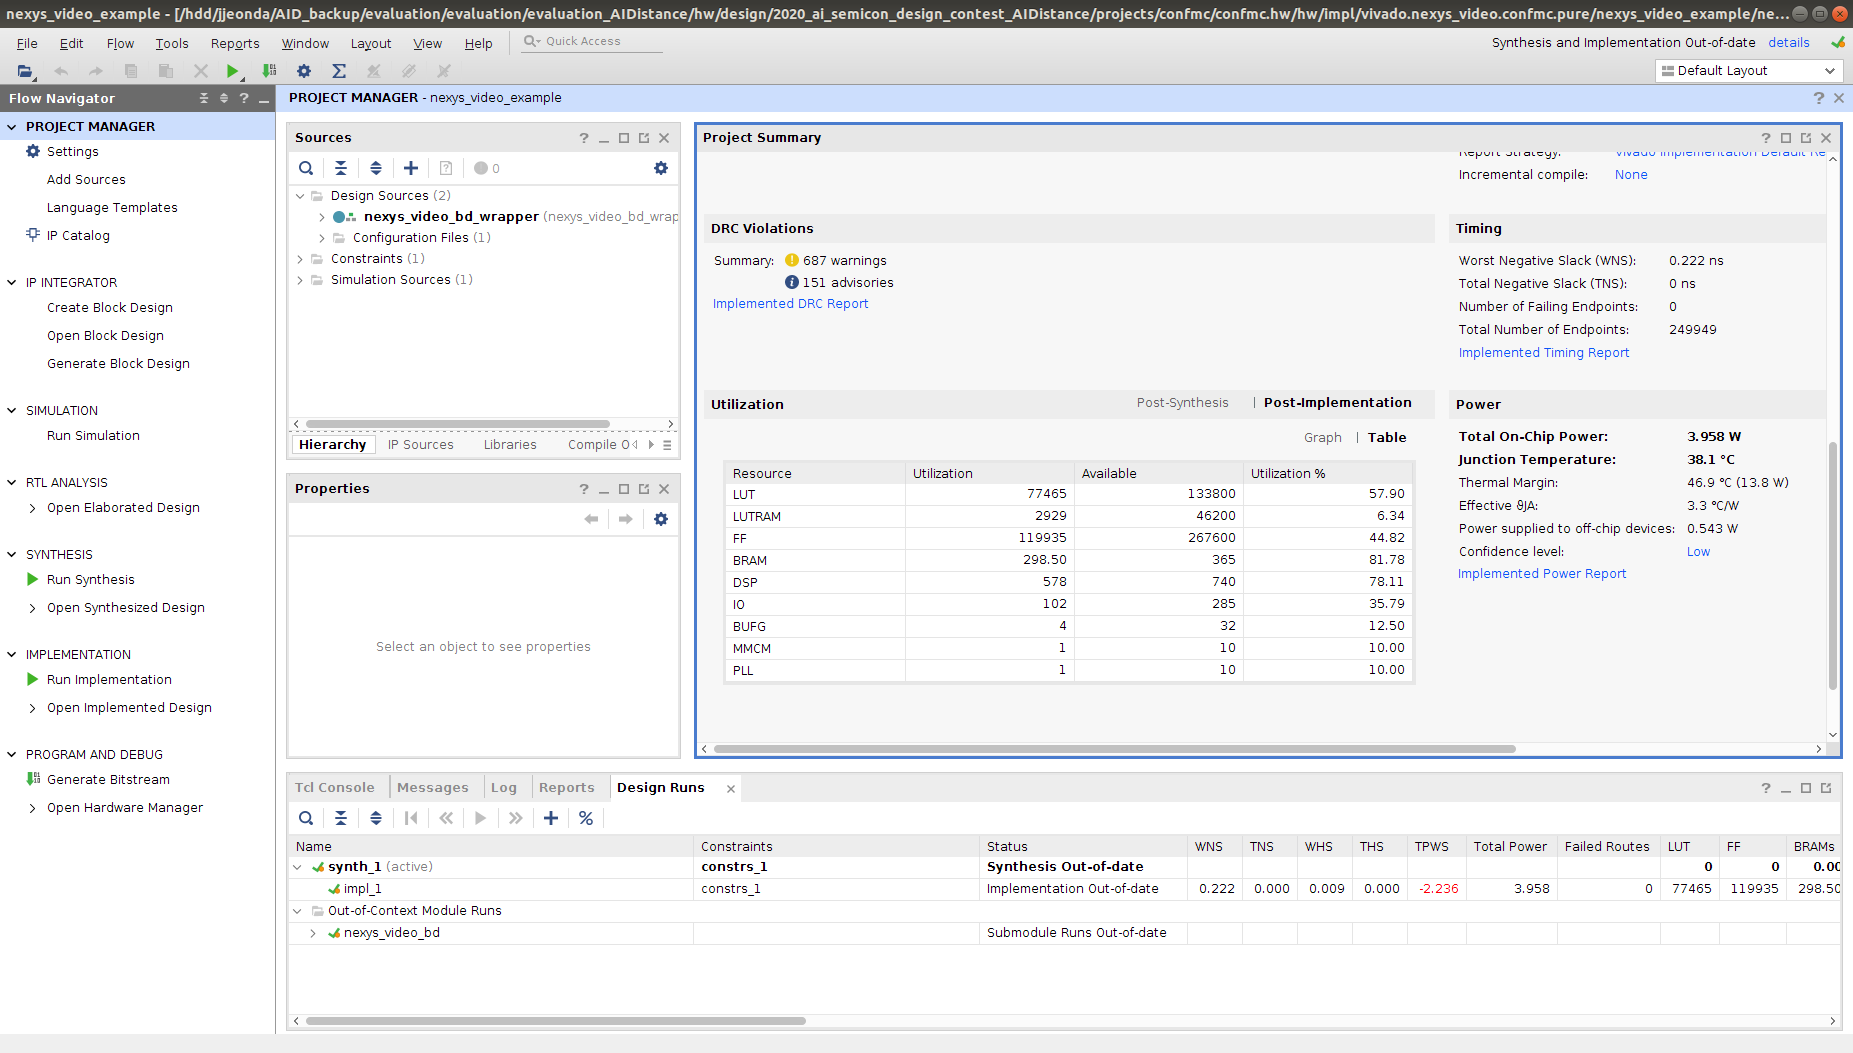 nexys_video_example - [/hdd/jjeonda/AID_backup/evaluation/evaluation/evaluation_AIDistance/hw/design/2020_ai_semicon_design_contest_AIDistance/projects/confmc/confmc.hw/hw/impl/vivado.nexys_video.confmc.pure/nexys_video_example/ne...
File Edit Flow Tools Reports Window Layout View Help Quick Access
Synthesis and Implementation Out-of-date details
Default Layout
Flow Navigator
PROJECT MANAGER
Settings
Add Sources
Language Templates
IP Catalog
IP INTEGRATOR
Create Block Design
Open Block Design
Generate Block Design
SIMULATION
Run Simulation
RTL ANALYSIS
Open Elaborated Design
SYNTHESIS
Run Synthesis
Open Synthesized Design
IMPLEMENTATION
Run Implementation
Open Implemented Design
PROGRAM AND DEBUG
Generate Bitstream
Open Hardware Manager
PROJECT MANAGER - nexys_video_example
Sources
0
Design Sources (2)
nexys_video_bd_wrapper (nexys_video_bd_wrap
Configuration Files (1)
Constraints (1)
Simulation Sources (1)
Hierarchy IP Sources Libraries Compile O
Properties
Select an object to see properties
Project Summary
Report Strategy: Vivado Implementation Default Re
Incremental compile: None
DRC Violations
Summary: 687 warnings
151 advisories
Implemented DRC Report
Timing
Worst Negative Slack (WNS): 0.222 ns
Total Negative Slack (TNS): 0 ns
Number of Failing Endpoints: 0
Total Number of Endpoints: 249949
Implemented Timing Report
Utilization Post-Synthesis | Post-Implementation
Graph | Table
Resource Utilization Available Utilization %
LUT 77465 133800 57.90
LUTRAM 2929 46200 6.34
FF 119935 267600 44.82
BRAM 298.50 365 81.78
DSP 578 740 78.11
IO 102 285 35.79
BUFG 4 32 12.50
MMCM 1 10 10.00
PLL 1 10 10.00
Power
Total On-Chip Power: 3.958 W
Junction Temperature: 38.1 °C
Thermal Margin: 46.9 °C (13.8 W)
Effective ϑJA: 3.3 °C/W
Power supplied to off-chip devices: 0.543 W
Confidence level: Low
Implemented Power Report
Tcl Console Messages Log Reports Design Runs
Name Constraints Status WNS TNS WHS THS TPWS Total Power Failed Routes LUT FF BRAMs
synth_1 (active) constrs_1 Synthesis Out-of-date 0 0 0.00
impl_1 constrs_1 Implementation Out-of-date 0.222 0.000 0.009 0.000 -2.236 3.958 0 77465 119935 298.50
Out-of-Context Module Runs
nexys_video_bd Submodule Runs Out-of-date